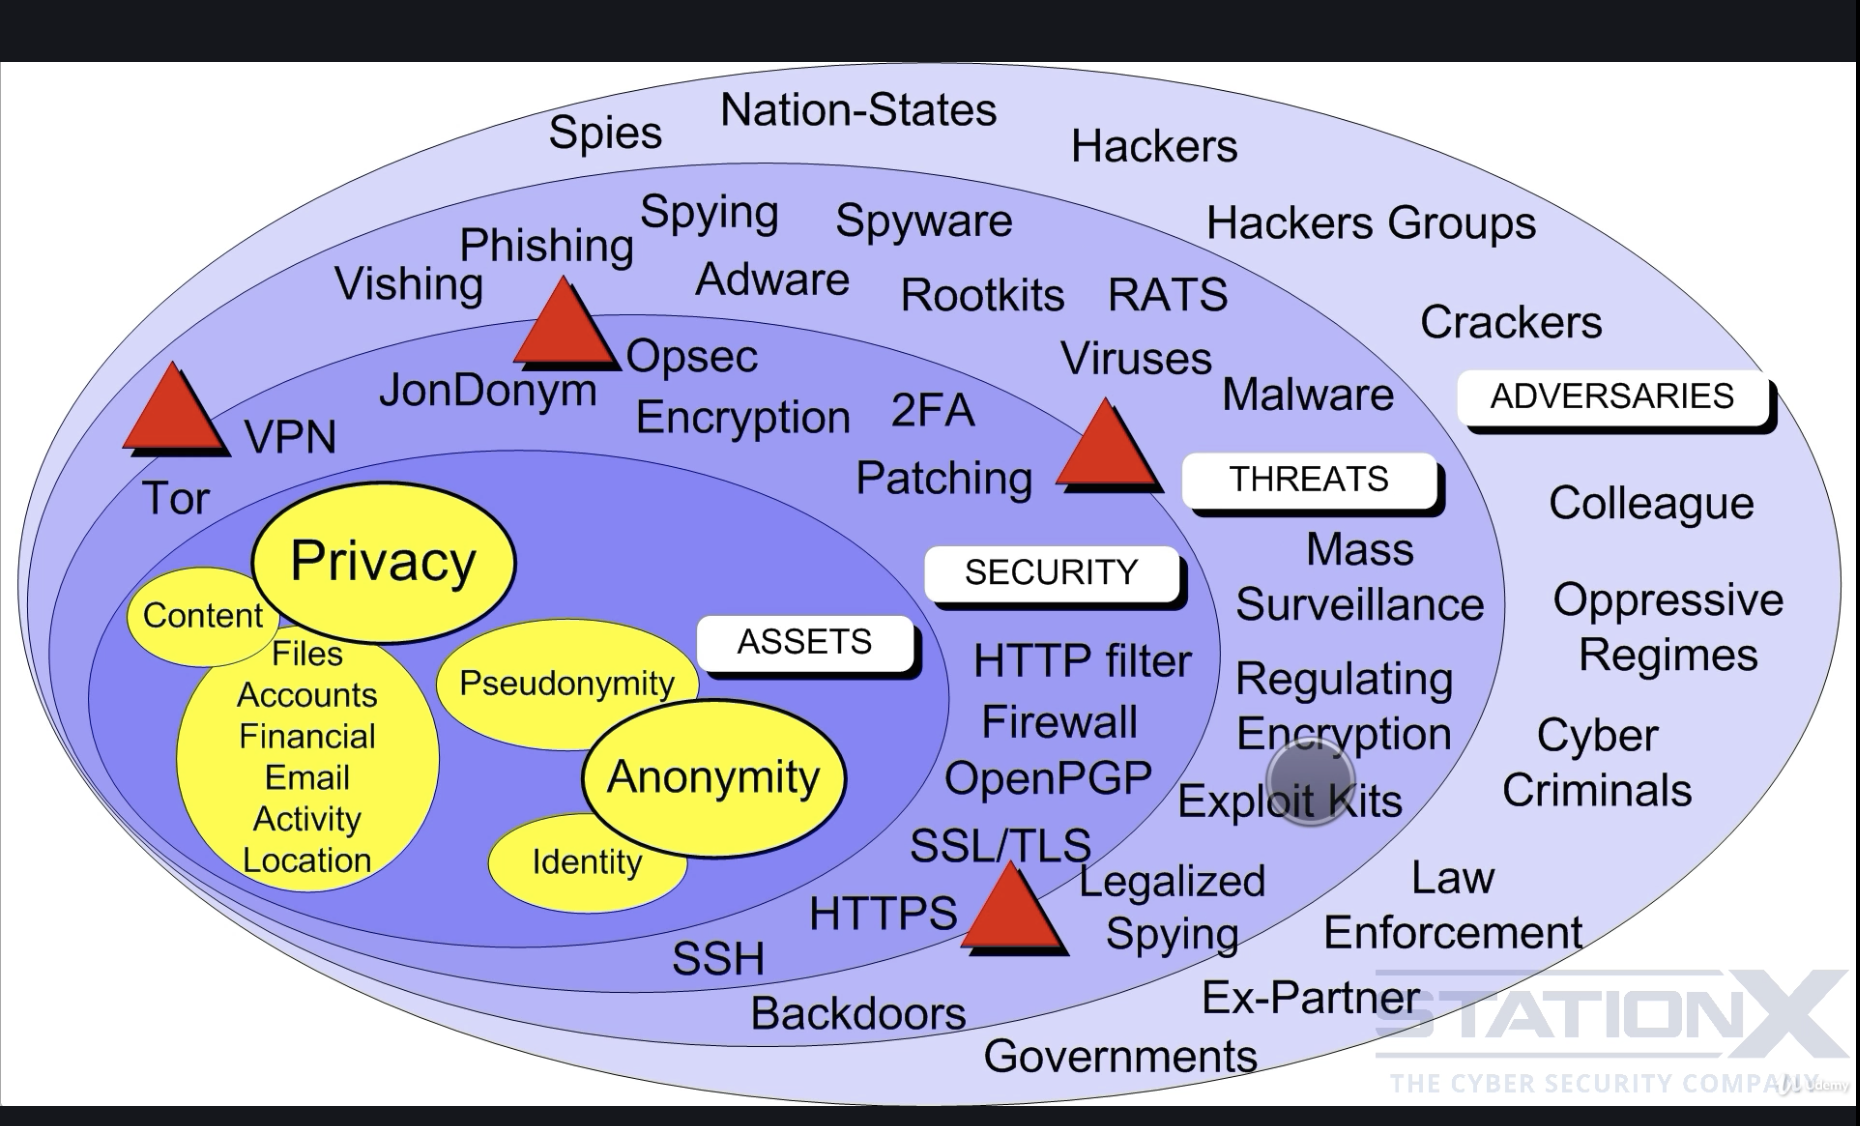 Nation-States
Spies
Hackers
Spying
Spyware
Hackers Groups
Phishing
Vishing
Adware
Rootkits
RATS
Crackers
Opsec
Viruses
JonDonym
Malware
ADVERSARIES
Encryption
2FA
VPN
Patching
THREATS
Tor
Colleague
Privacy
Mass
Surveillance
SECURITY
Content
ASSETS
Oppressive
Regimes
Files
Accounts
Financial
Email
Activity
Location
Pseudonymity
HTTP filter
Regulating
Encryption
Firewall
Cyber
Criminals
Anonymity
OpenPGP
Exploit Kits
SSL/TLS
Identity
Legalized
Spying
Law
Enforcement
HTTPS
SSH
Ex-Partner
Backdoors
Governments
STATIONX
THE CYBER SECURITY COMPANY
Udemy